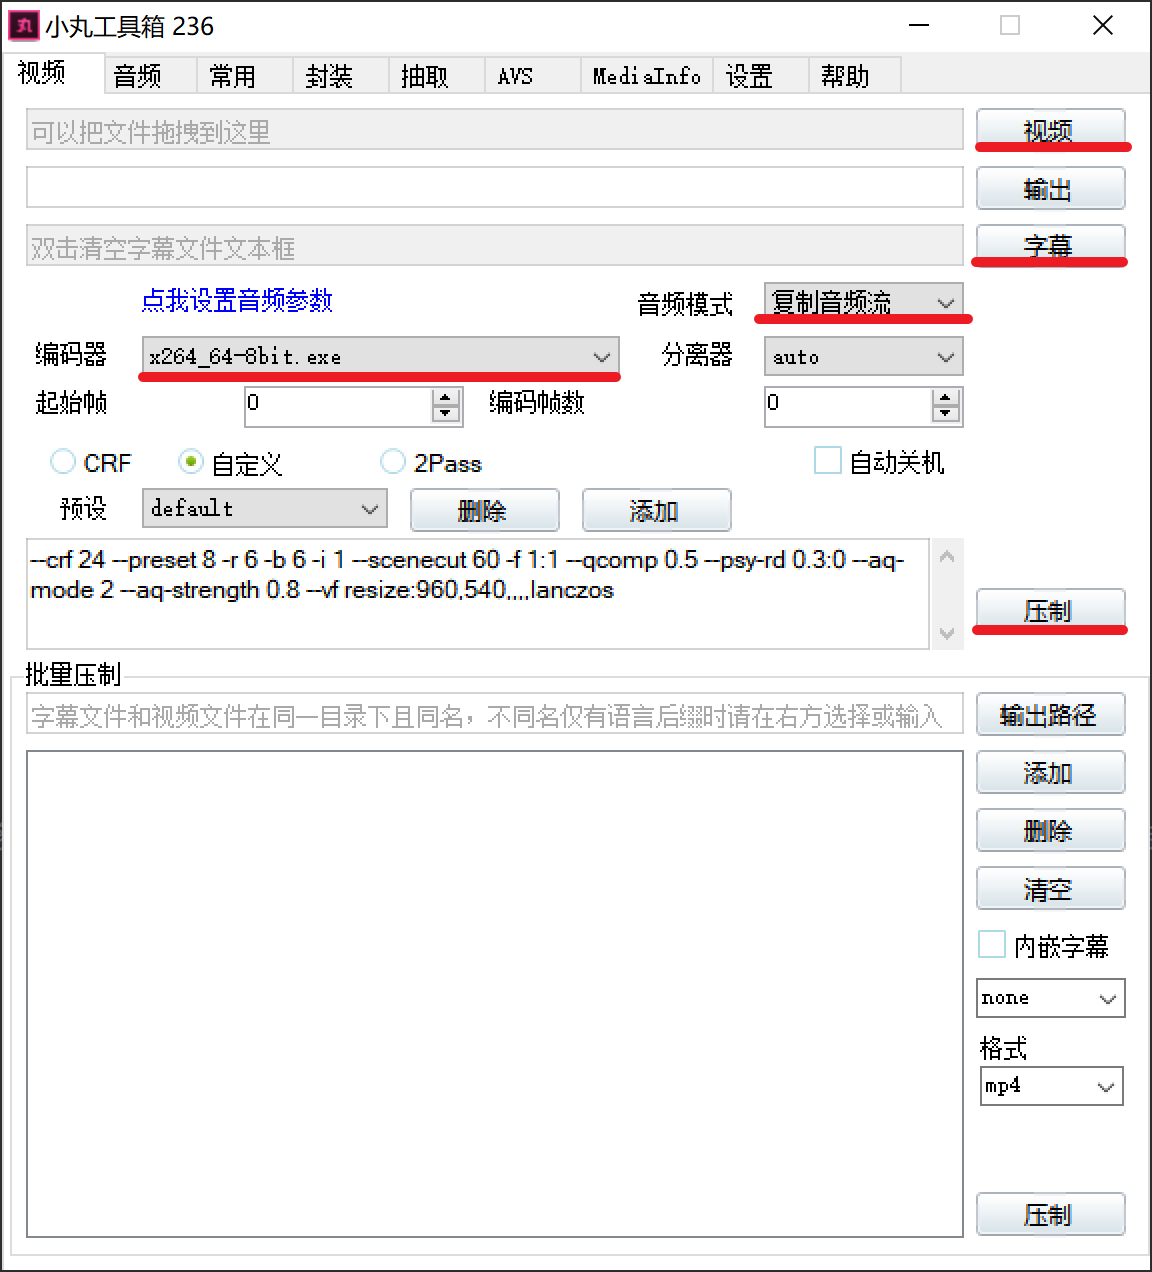 小丸工具箱 236
视频 音频 常用 封装 抽取 AVS MediaInfo 设置 帮助
可以把文件拖拽到这里 视频
输出
双击清空字幕文件文本框 字幕
点我设置音频参数 音频模式 复制音频流
编码器 x264_64-8bit.exe 分离器 auto
起始帧 0 编码帧数 0
CRF 自定义 2Pass 自动关机
预设 default 删除 添加
--crf 24 --preset 8 -r 6 -b 6 -i 1 --scenecut 60 -f 1:1 --qcomp 0.5 --psy-rd 0.3:0 --aq-
mode 2 --aq-strength 0.8 --vf resize:960,540,,,,lanczos
压制
批量压制
字幕文件和视频文件在同一目录下且同名，不同名仅有语言后缀时请在右方选择或输入 输出路径
添加
删除
清空
内嵌字幕
none
格式
mp4
压制